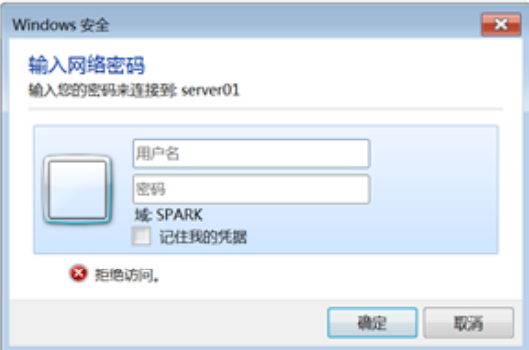 Windows 安全
输入网络密码
输入您的密码来连接到: server01
用户名
密码
域: SPARK
记住我的凭据
拒绝访问。
确定
取消